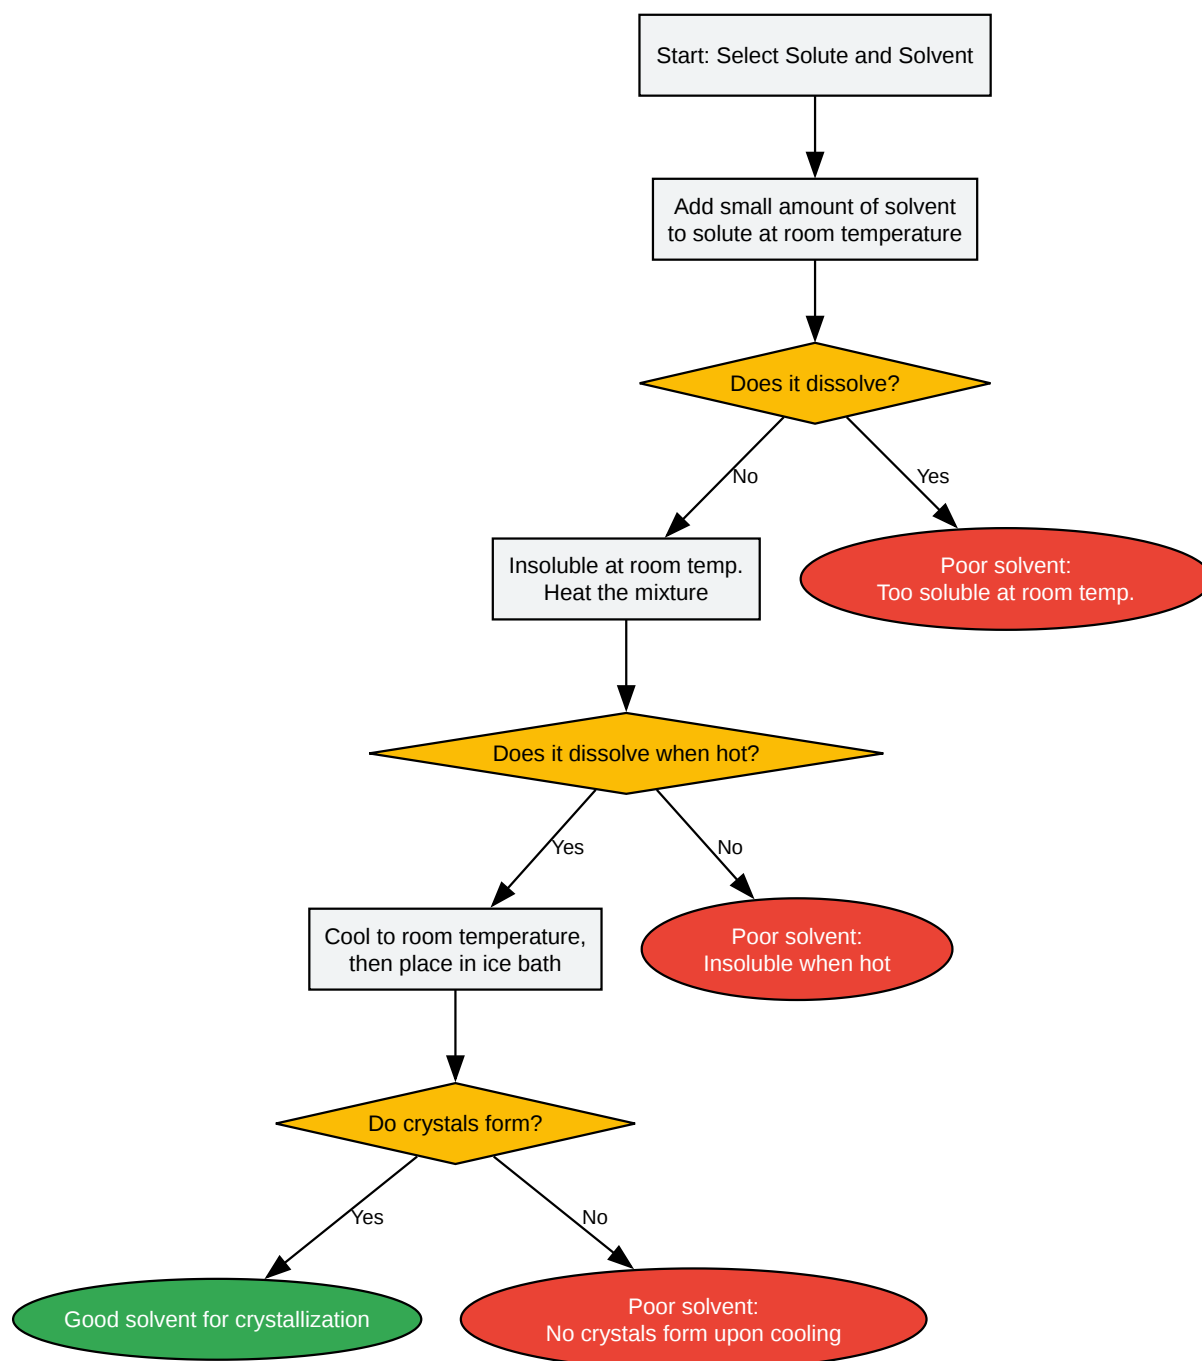 Start: Select Solute and Solvent
Add small amount of solvent
to solute at room temperature
Does it dissolve?
No
Yes
Insoluble at room temp.
Heat the mixture
Poor solvent:
Too soluble at room temp.
Does it dissolve when hot?
Yes
No
Cool to room temperature,
then place in ice bath
Poor solvent:
Insoluble when hot
Do crystals form?
Yes
No
Good solvent for crystallization
Poor solvent:
No crystals form upon cooling